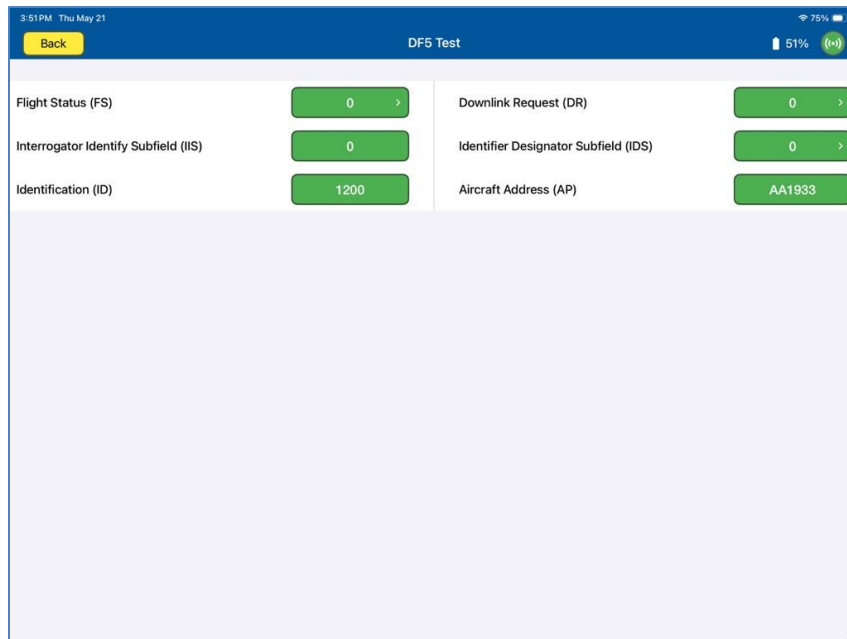 3:51PM Thu May 21 75%
Back DF5 Test 51%
Flight Status (FS) 0 > Downlink Request (DR) 0 >
Interrogator Identify Subfield (IIS) 0 Identifier Designator Subfield (IDS) 0 >
Identification (ID) 1200 Aircraft Address (AP) AA1933